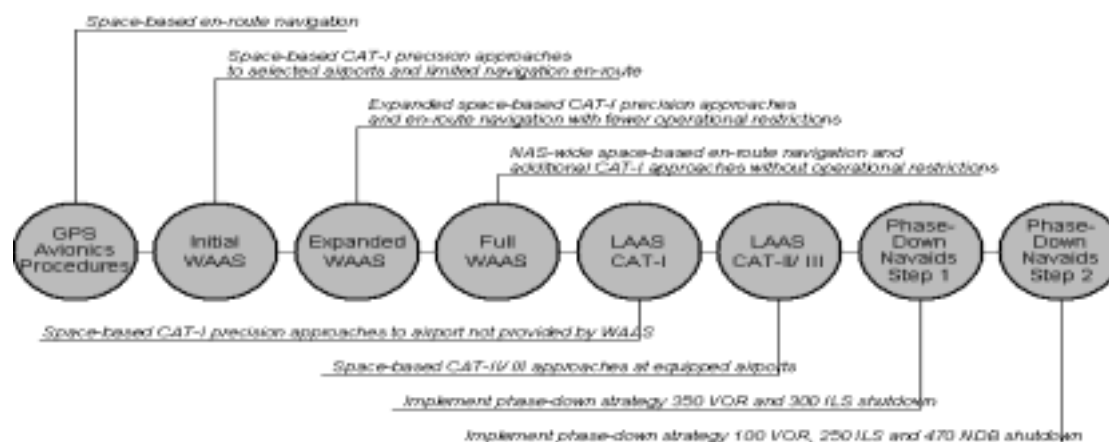 Space-based en-route navigation
Space-based CAT-I precision approaches
to selected airports and limited navigation en-route
Expanded space-based CAT-I precision approaches
and en-route navigation with fewer operational restrictions
NAS-wide space-based en-route navigation and
additional CAT-I approaches without operational restrictions
GPS
Avionics
Procedures
Initial
WAAS
Expanded
WAAS
Full
WAAS
LAAS
CAT-I
LAAS
CAT-II/ III
Phase-
Down
Navaids
Step 1
Phase-
Down
Navaids
Step 2
Space-based CAT-I precision approaches to airport not provided by WAAS
Space-based CAT-II/ III approaches at equipped airports
Implement phase-down strategy 350 VOR and 300 ILS shutdown
Implement phase-down strategy 100 VOR, 250 ILS and 470 NDB shutdown